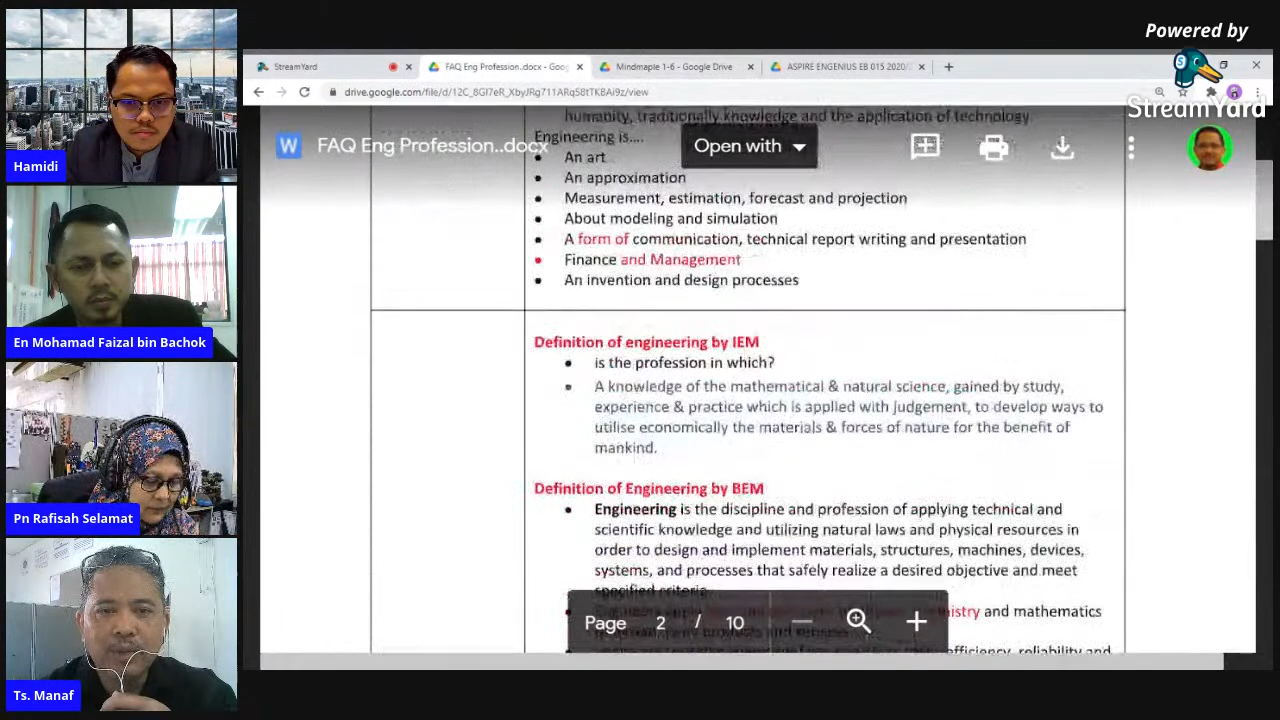 Powered by
StreamYard
Hamidi
En Mohamad Faizal bin Bachok
Pn Rafisah Selamat
Ts. Manaf
StreamYard
FAQ Eng Profession..docx - Goog
Mindmaple 1-6 - Google Drive
ASPIRE ENGENIUS EB 015 2020/
drive.google.com/file/d/12C_8GI7eR_XbyJRg711ARqS8tTKBAi9z/view
W FAQ Eng Profession..docx
Open with
humanity, traditionally knowledge and the application of technology
Engineering is....
• An art
• An approximation
• Measurement, estimation, forecast and projection
• About modeling and simulation
• A form of communication, technical report writing and presentation
• Finance and Management
• An invention and design processes
Definition of engineering by IEM
• is the profession in which?
• A knowledge of the mathematical & natural science, gained by study,
experience & practice which is applied with judgement, to develop ways to
utilise economically the materials & forces of nature for the benefit of
mankind.
Definition of Engineering by BEM
• Engineering is the discipline and profession of applying technical and
scientific knowledge and utilizing natural laws and physical resources in
order to design and implement materials, structures, machines, devices,
systems, and processes that safely realize a desired objective and meet
specified criteria.
and mathematics
efficiency, reliability and
Page 2 / 10